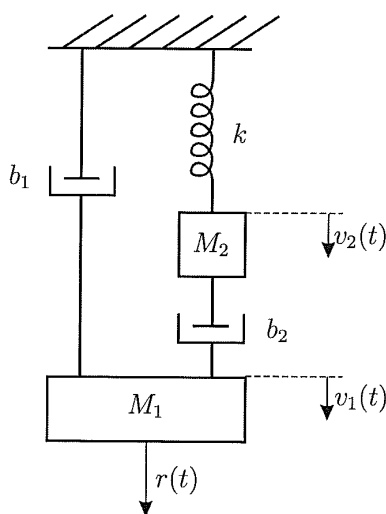 k
b₁
M₂
v₂(t)
b₂
M₁
v₁(t)
r(t)